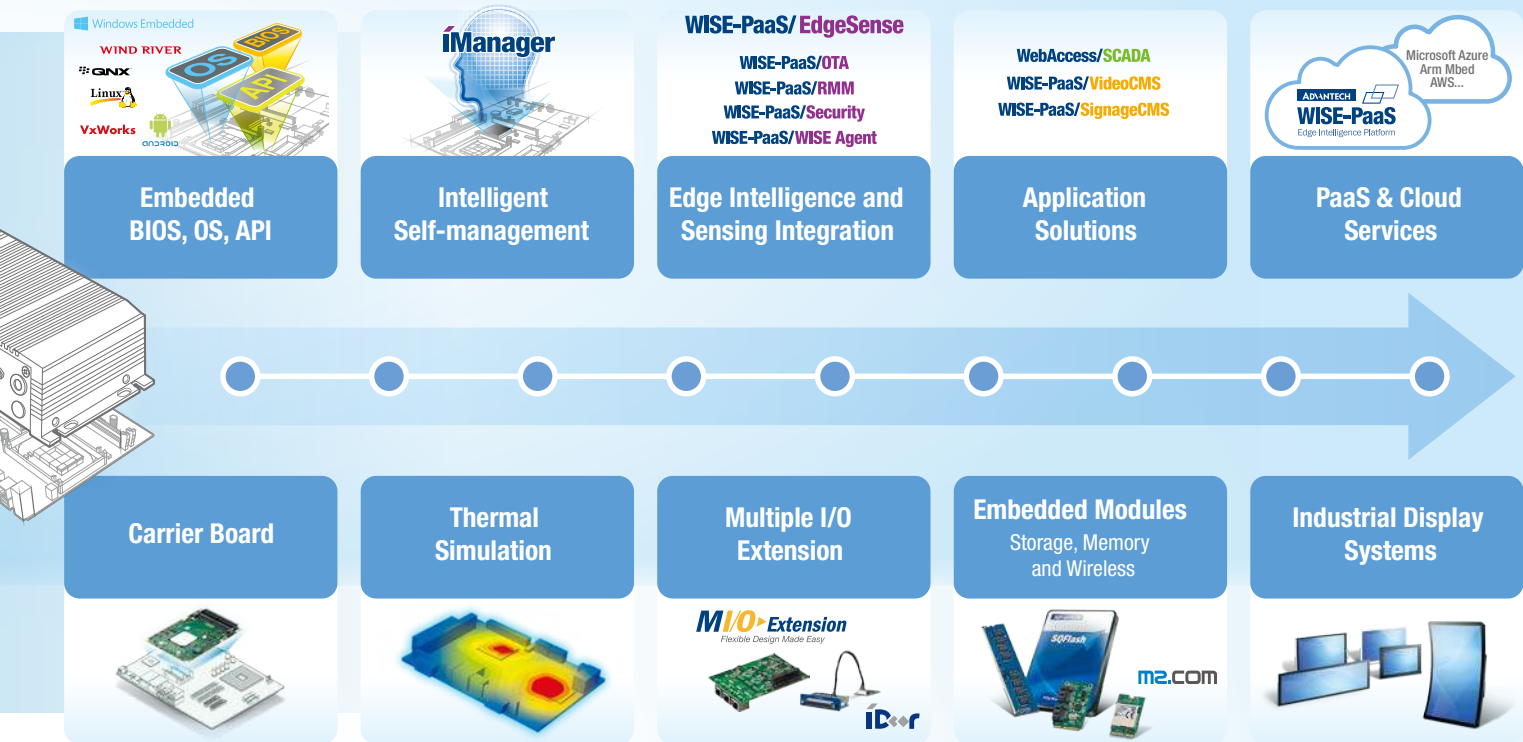 Windows Embedded
WIND RIVER
QNX
Linux
VxWorks
android
BIOS
OS
API
Embedded
BIOS, OS, API
iManager
Intelligent
Self-management
WISE-PaaS/EdgeSense
WISE-PaaS/OTA
WISE-PaaS/RMM
WISE-PaaS/Security
WISE-PaaS/WISE Agent
Edge Intelligence and
Sensing Integration
WebAccess/SCADA
WISE-PaaS/VideoCMS
WISE-PaaS/SignageCMS
Application
Solutions
Microsoft Azure
Arm Mbed
AWS...
ADVANTECH
WISE-PaaS
Edge Intelligence Platform
PaaS & Cloud
Services
Carrier Board
Thermal
Simulation
Multiple I/O
Extension
MI/O Extension
Flexible Design Made Easy
iDoor
Embedded Modules
Storage, Memory
and Wireless
SQFlash
m2.com
Industrial Display
Systems